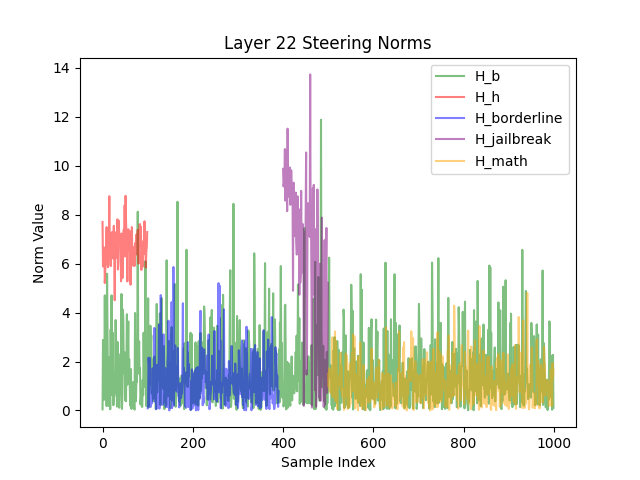 Layer 22 Steering Norms
H_b
H_h
H_borderline
H_jailbreak
H_math
Norm Value
14
12
10
8
6
4
2
0
0
200
400
600
800
1000
Sample Index